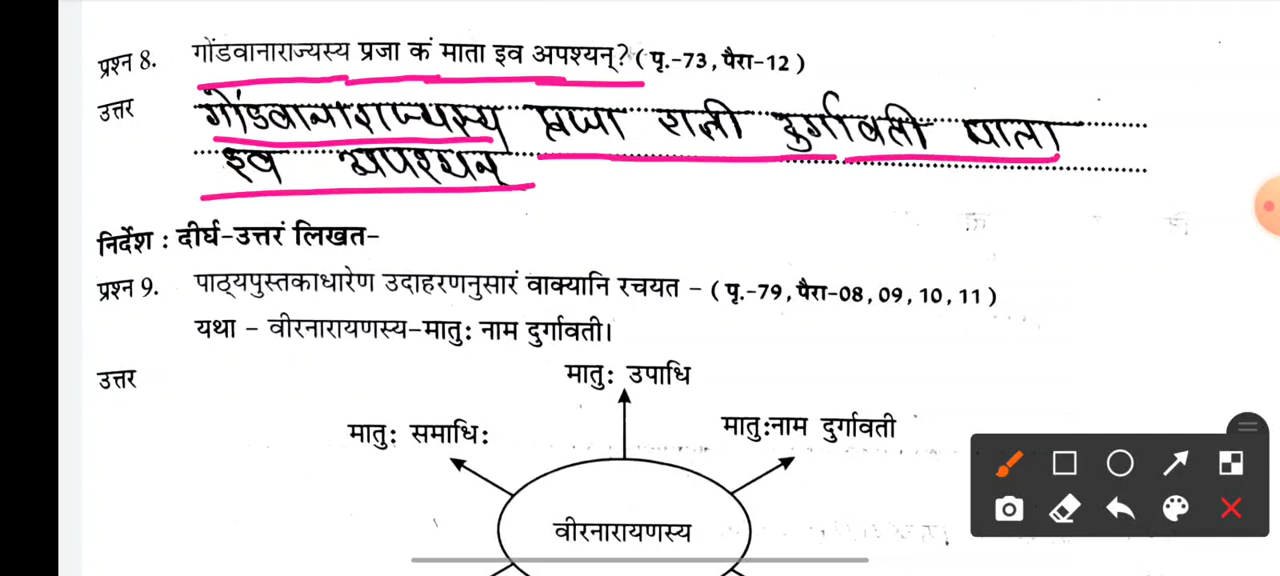 प्रश्न 8. गोंडवानाराज्यस्य प्रजा कं माता इव अपश्यन्? ( पृ.-73, पैरा-12 )
उत्तर गोंडवानाराज्यस्य प्रजा राज्ञी दुर्गावती माता
इव अपश्यन्
निर्देश : दीर्घ-उत्तरं लिखत-
प्रश्न 9. पाठ्यपुस्तकाधारेण उदाहरणनुसारं वाक्यानि रचयत - ( पृ.-79, पैरा-08, 09, 10, 11 )
यथा - वीरनारायणस्य-मातु: नाम दुर्गावती।
उत्तर
मातु: उपाधि
मातु: समाधि:
मातु:नाम दुर्गावती
वीरनारायणस्य